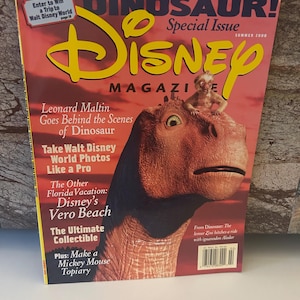 DINOSAUR!
Enter to Win
a Trip to
Walt Disney World
Special Issue
SUMMER 2000
Disney
MAGAZINE
Leonard Maltin
Goes Behind the Scenes
of Dinosaur
Take Walt Disney
World Photos
Like a Pro
The Other
Florida Vacation:
Disney's
Vero Beach
The Ultimate
Collectible
Plus: Make a
Mickey Mouse
Topiary
From Dinosaur: The
lemur Zini hitches a ride
with iguanodon Aladar